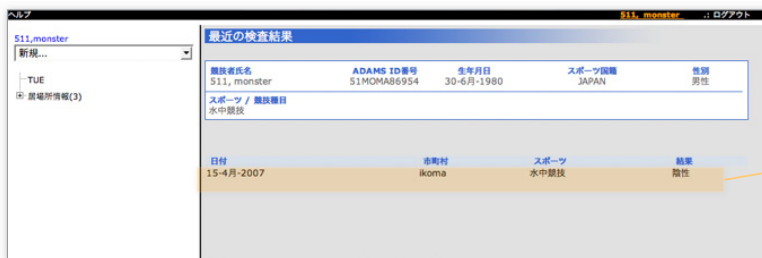 ヘルプ
511, monster .: ログアウト
511,monster
新規...
TUE
居場所情報(3)
最近の検査結果
競技者氏名 ADAMS ID番号 生年月日 スポーツ国籍 性別
511, monster 51MOMA86954 30-6月-1980 JAPAN 男性
スポーツ / 競技種目
水中競技
日付 市町村 スポーツ 結果
15-4月-2007 ikoma 水中競技 陰性